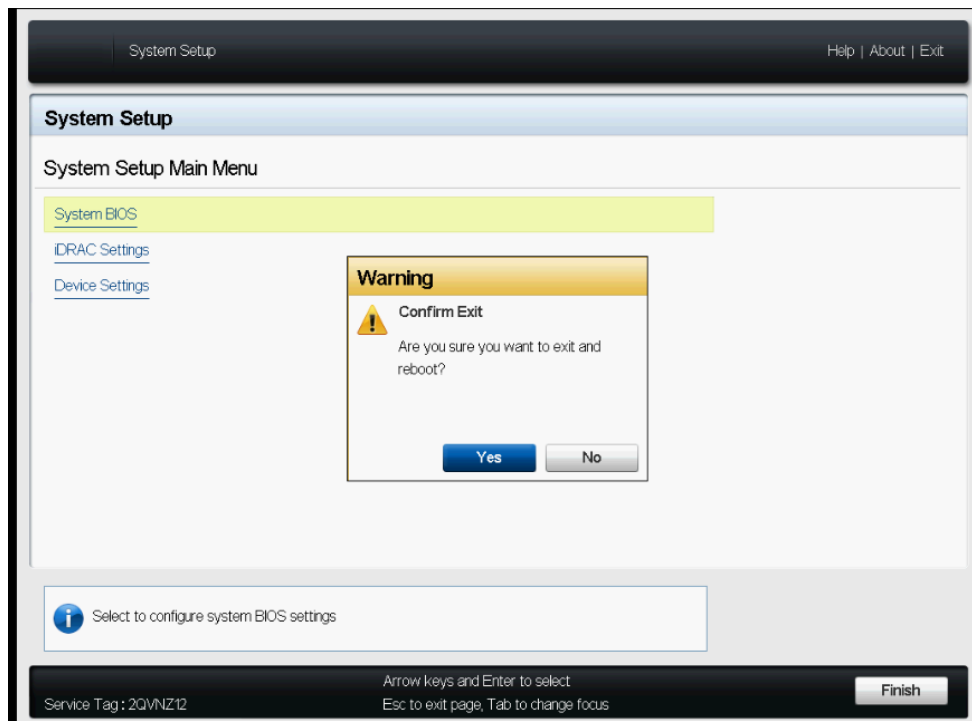 System Setup
Help | About | Exit
System Setup
System Setup Main Menu
System BIOS
iDRAC Settings
Device Settings
Warning
Confirm Exit
Are you sure you want to exit and
reboot?
Yes
No
Select to configure system BIOS settings
Service Tag : 2QVNZ12
Arrow keys and Enter to select
Esc to exit page, Tab to change focus
Finish